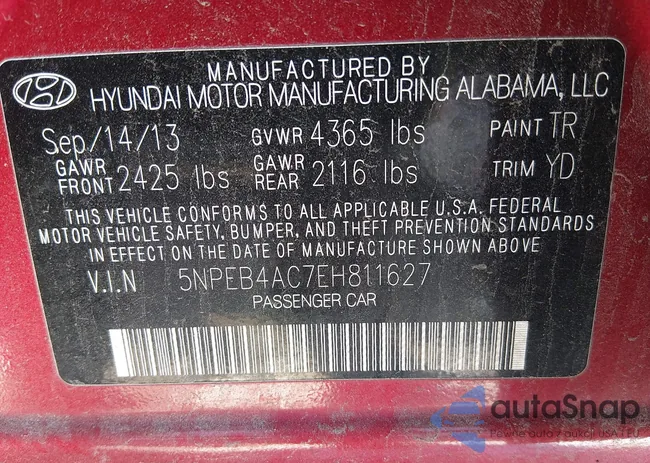 MANUFACTURED BY
HYUNDAI MOTOR MANUFACTURING ALABAMA, LLC
Sep/14/13 GVWR 4365 lbs PAINT TR
GAWR FRONT 2425 lbs GAWR REAR 2116 lbs TRIM YD
THIS VEHICLE CONFORMS TO ALL APPLICABLE U.S.A. FEDERAL
MOTOR VEHICLE SAFETY, BUMPER, AND THEFT PREVENTION STANDARDS
IN EFFECT ON THE DATE OF MANUFACTURE SHOWN ABOVE
V.I.N 5NPEB4AC7EH811627
PASSENGER CAR
autaSnap